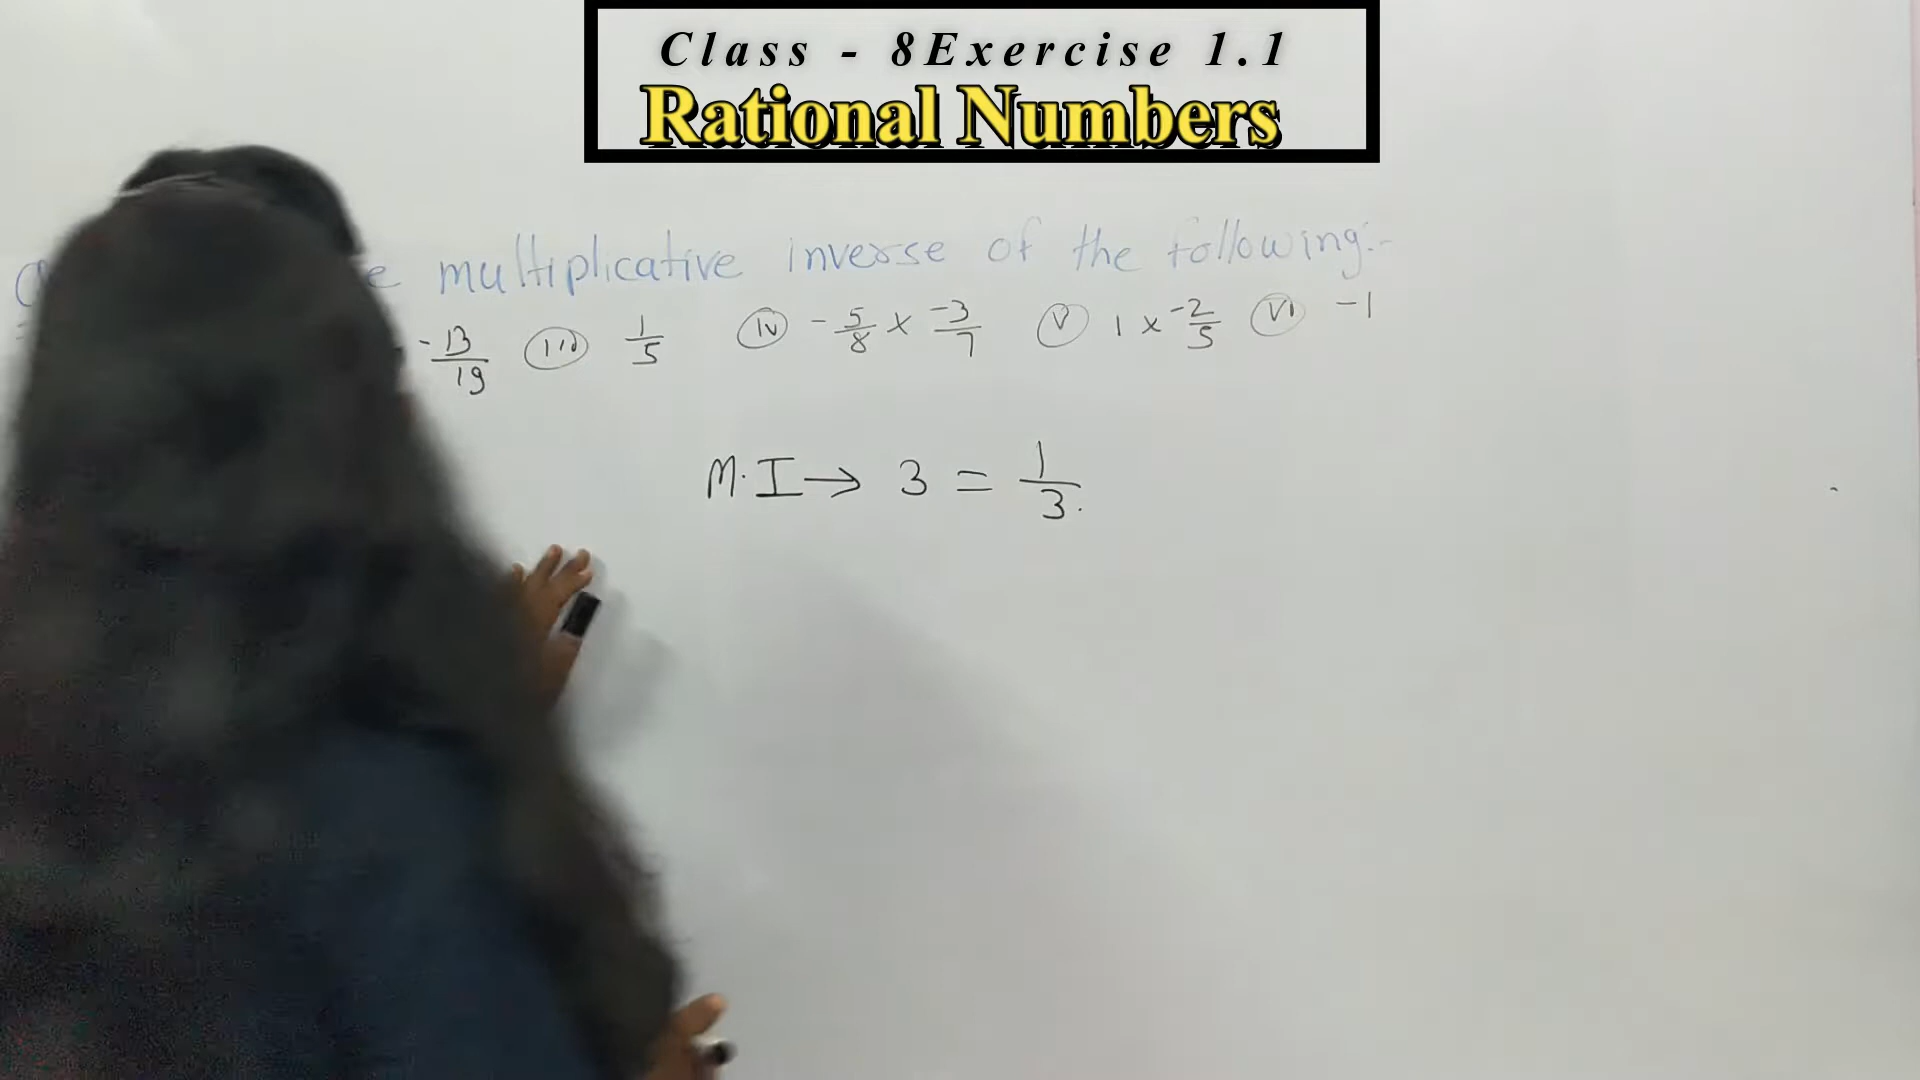 Class - 8Exercise 1.1
Rational Numbers
multiplicative inverse of the following:-
-13/19 (iii) 1/5 (iv) -5/8 x -3/7 (v) 1 x -2/5 (vi) -1
M.I → 3 = 1/3.